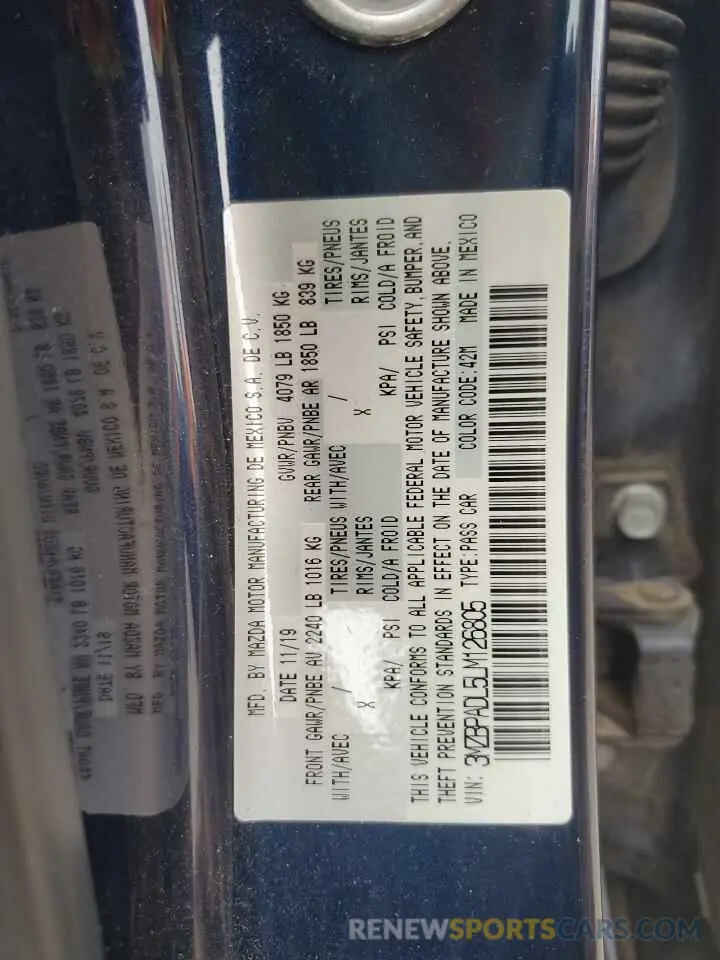 MFD. BY MAZDA MOTOR MANUFACTURING DE MEXICO S.A. DE C.V.
DATE 11/19 GVWR/PNBV 4079 LB 1850 KG
FRONT GAWR/PNBE AV 2240 LB 1016 KG REAR GAWR/PNBE AR 1850 LB 839 KG
WITH/AVEC / TIRES/PNEUS WITH/AVEC / TIRES/PNEUS
X RIMS/JANTES X RIMS/JANTES
KPA/ PSI COLD/A FROID KPA/ PSI COLD/A FROID
THIS VEHICLE CONFORMS TO ALL APPLICABLE FEDERAL MOTOR VEHICLE SAFETY, BUMPER, AND
THEFT PREVENTION STANDARDS IN EFFECT ON THE DATE OF MANUFACTURE SHOWN ABOVE.
VIN: 3MZBPADL5LM126805 TYPE:PASS CAR COLOR CODE:42M MADE IN MEXICO
RENEWSPORTSCARS.COM